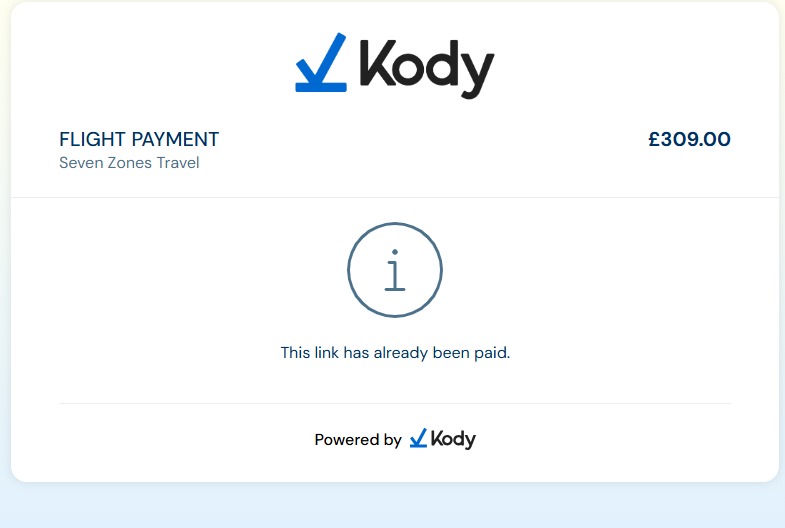 Kody
FLIGHT PAYMENT
£309.00
Seven Zones Travel
i
This link has already been paid.
Powered by Kody